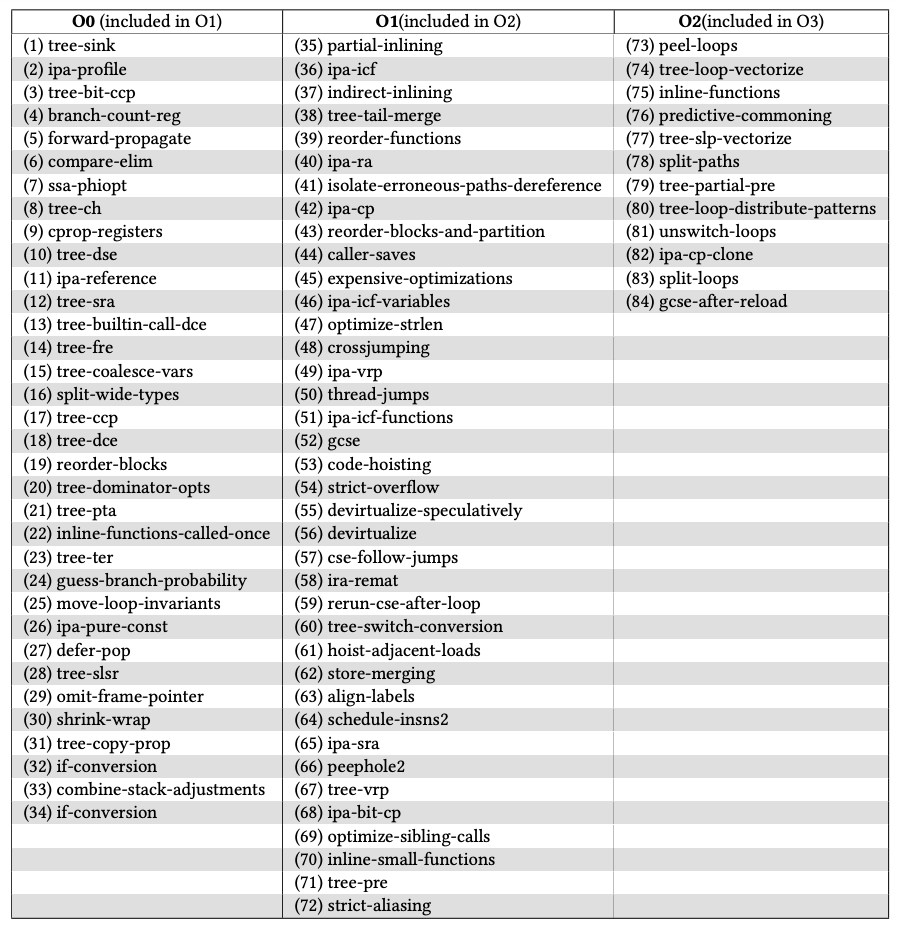 O0 (included in O1) O1(included in O2) O2(included in O3)
(1) tree-sink (35) partial-inlining (73) peel-loops
(2) ipa-profile (36) ipa-icf (74) tree-loop-vectorize
(3) tree-bit-ccp (37) indirect-inlining (75) inline-functions
(4) branch-count-reg (38) tree-tail-merge (76) predictive-commoning
(5) forward-propagate (39) reorder-functions (77) tree-slp-vectorize
(6) compare-elim (40) ipa-ra (78) split-paths
(7) ssa-phiopt (41) isolate-erroneous-paths-dereference (79) tree-partial-pre
(8) tree-ch (42) ipa-cp (80) tree-loop-distribute-patterns
(9) cprop-registers (43) reorder-blocks-and-partition (81) unswitch-loops
(10) tree-dse (44) caller-saves (82) ipa-cp-clone
(11) ipa-reference (45) expensive-optimizations (83) split-loops
(12) tree-sra (46) ipa-icf-variables (84) gcse-after-reload
(13) tree-builtin-call-dce (47) optimize-strlen
(14) tree-fre (48) crossjumping
(15) tree-coalesce-vars (49) ipa-vrp
(16) split-wide-types (50) thread-jumps
(17) tree-ccp (51) ipa-icf-functions
(18) tree-dce (52) gcse
(19) reorder-blocks (53) code-hoisting
(20) tree-dominator-opts (54) strict-overflow
(21) tree-pta (55) devirtualize-speculatively
(22) inline-functions-called-once (56) devirtualize
(23) tree-ter (57) cse-follow-jumps
(24) guess-branch-probability (58) ira-remat
(25) move-loop-invariants (59) rerun-cse-after-loop
(26) ipa-pure-const (60) tree-switch-conversion
(27) defer-pop (61) hoist-adjacent-loads
(28) tree-slsr (62) store-merging
(29) omit-frame-pointer (63) align-labels
(30) shrink-wrap (64) schedule-insns2
(31) tree-copy-prop (65) ipa-sra
(32) if-conversion (66) peephole2
(33) combine-stack-adjustments (67) tree-vrp
(34) if-conversion (68) ipa-bit-cp
(69) optimize-sibling-calls
(70) inline-small-functions
(71) tree-pre
(72) strict-aliasing